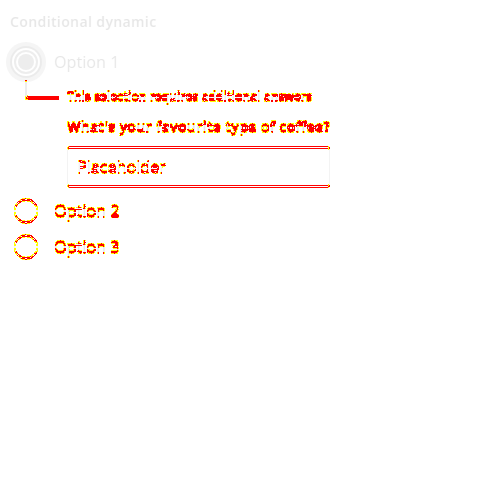 Conditional dynamic
Option 1
This selection requires additional answers
What's your favourite type of coffee?
Placeholder
Option 2
Option 3